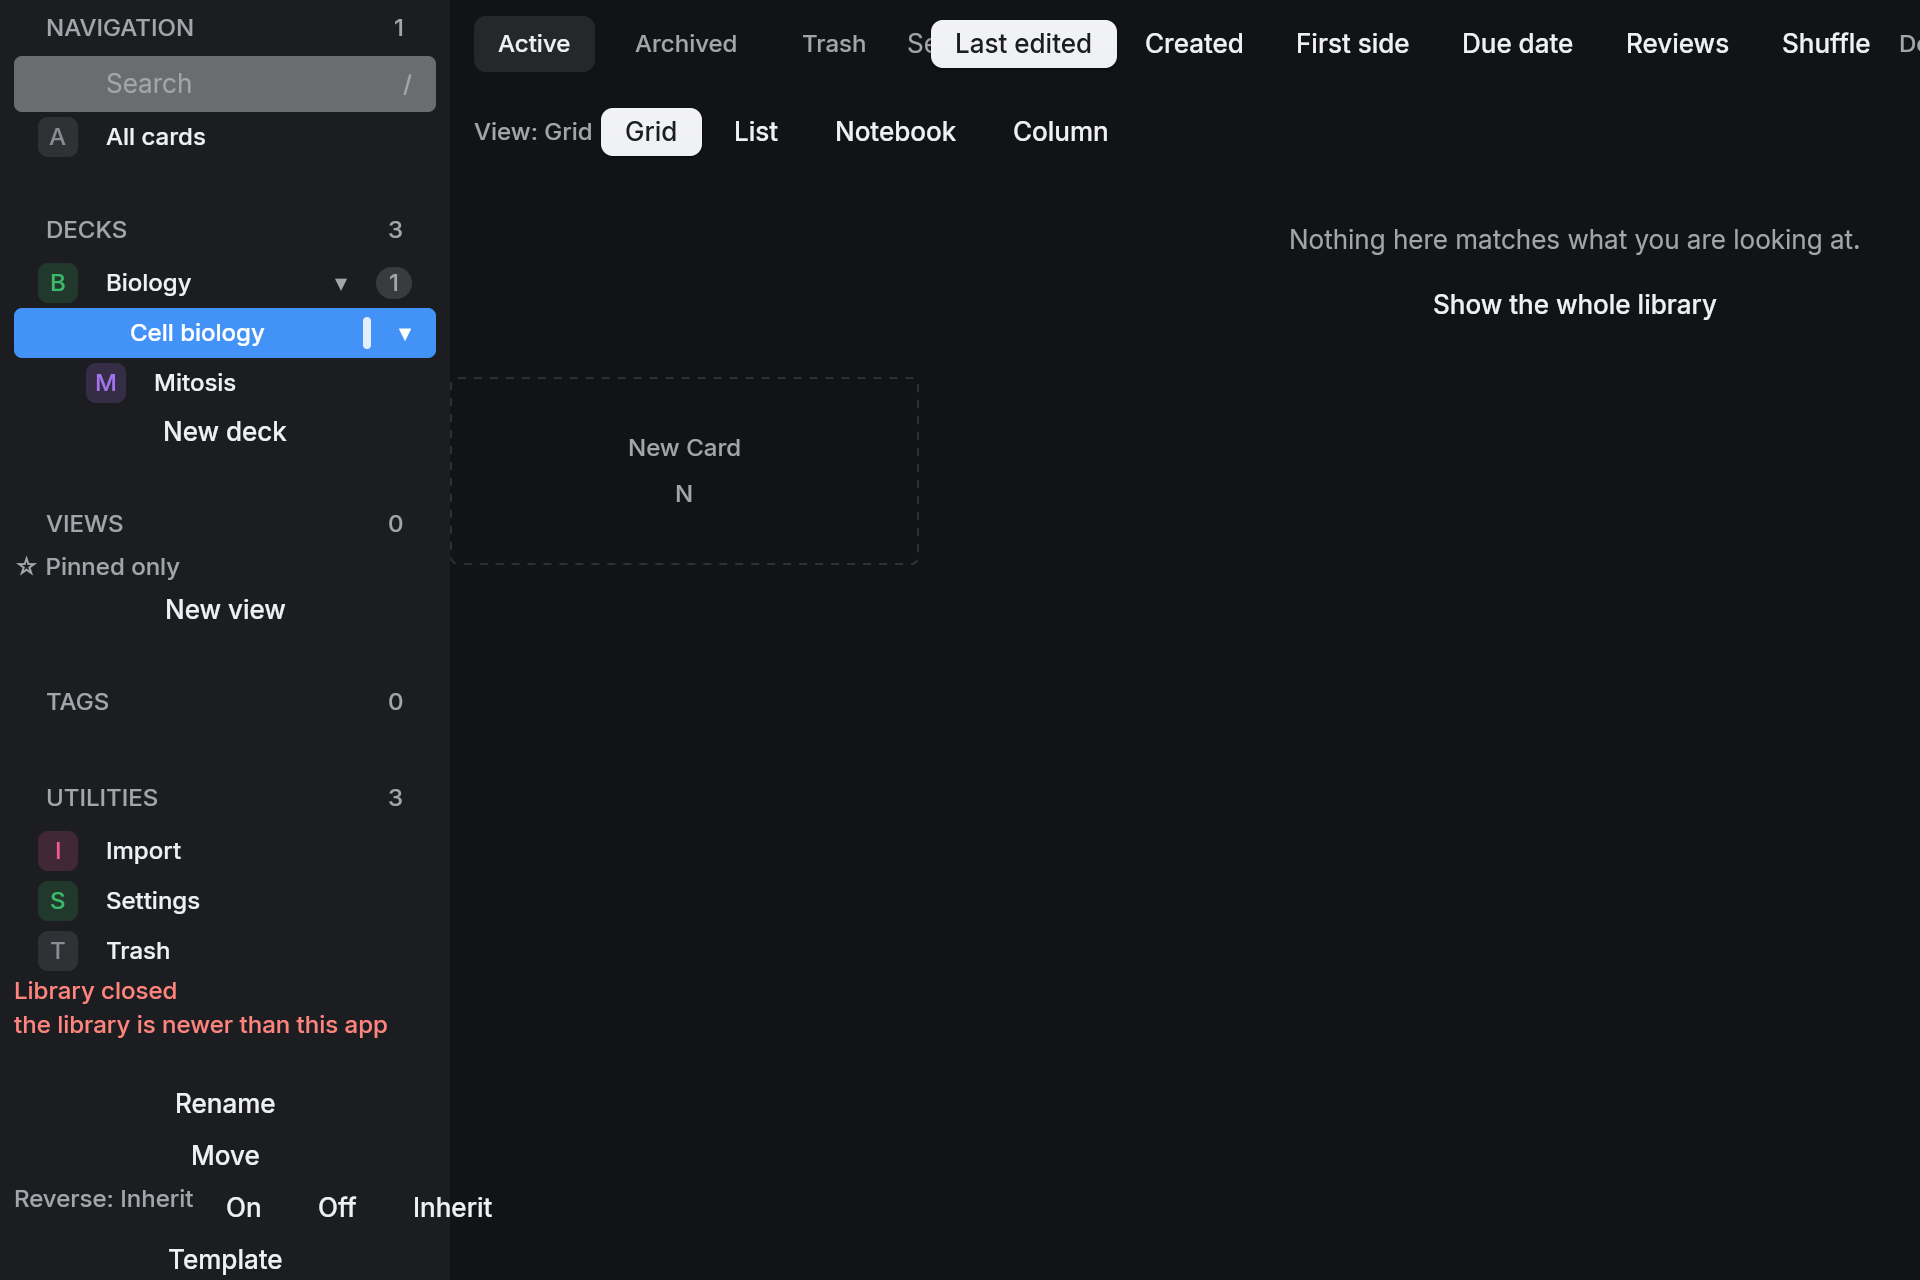 NAVIGATION 1
Search /
A All cards
DECKS 3
B Biology ▼ 1
Cell biology ▼
M Mitosis
New deck
VIEWS 0
☆ Pinned only
New view
TAGS 0
UTILITIES 3
I Import
S Settings
T Trash
Library closed
the library is newer than this app
Rename
Move
Reverse: Inherit On Off Inherit
Template
Active Archived Trash Last edited Created First side Due date Reviews Shuffle
View: Grid Grid List Notebook Column
Nothing here matches what you are looking at.
Show the whole library
New Card
N